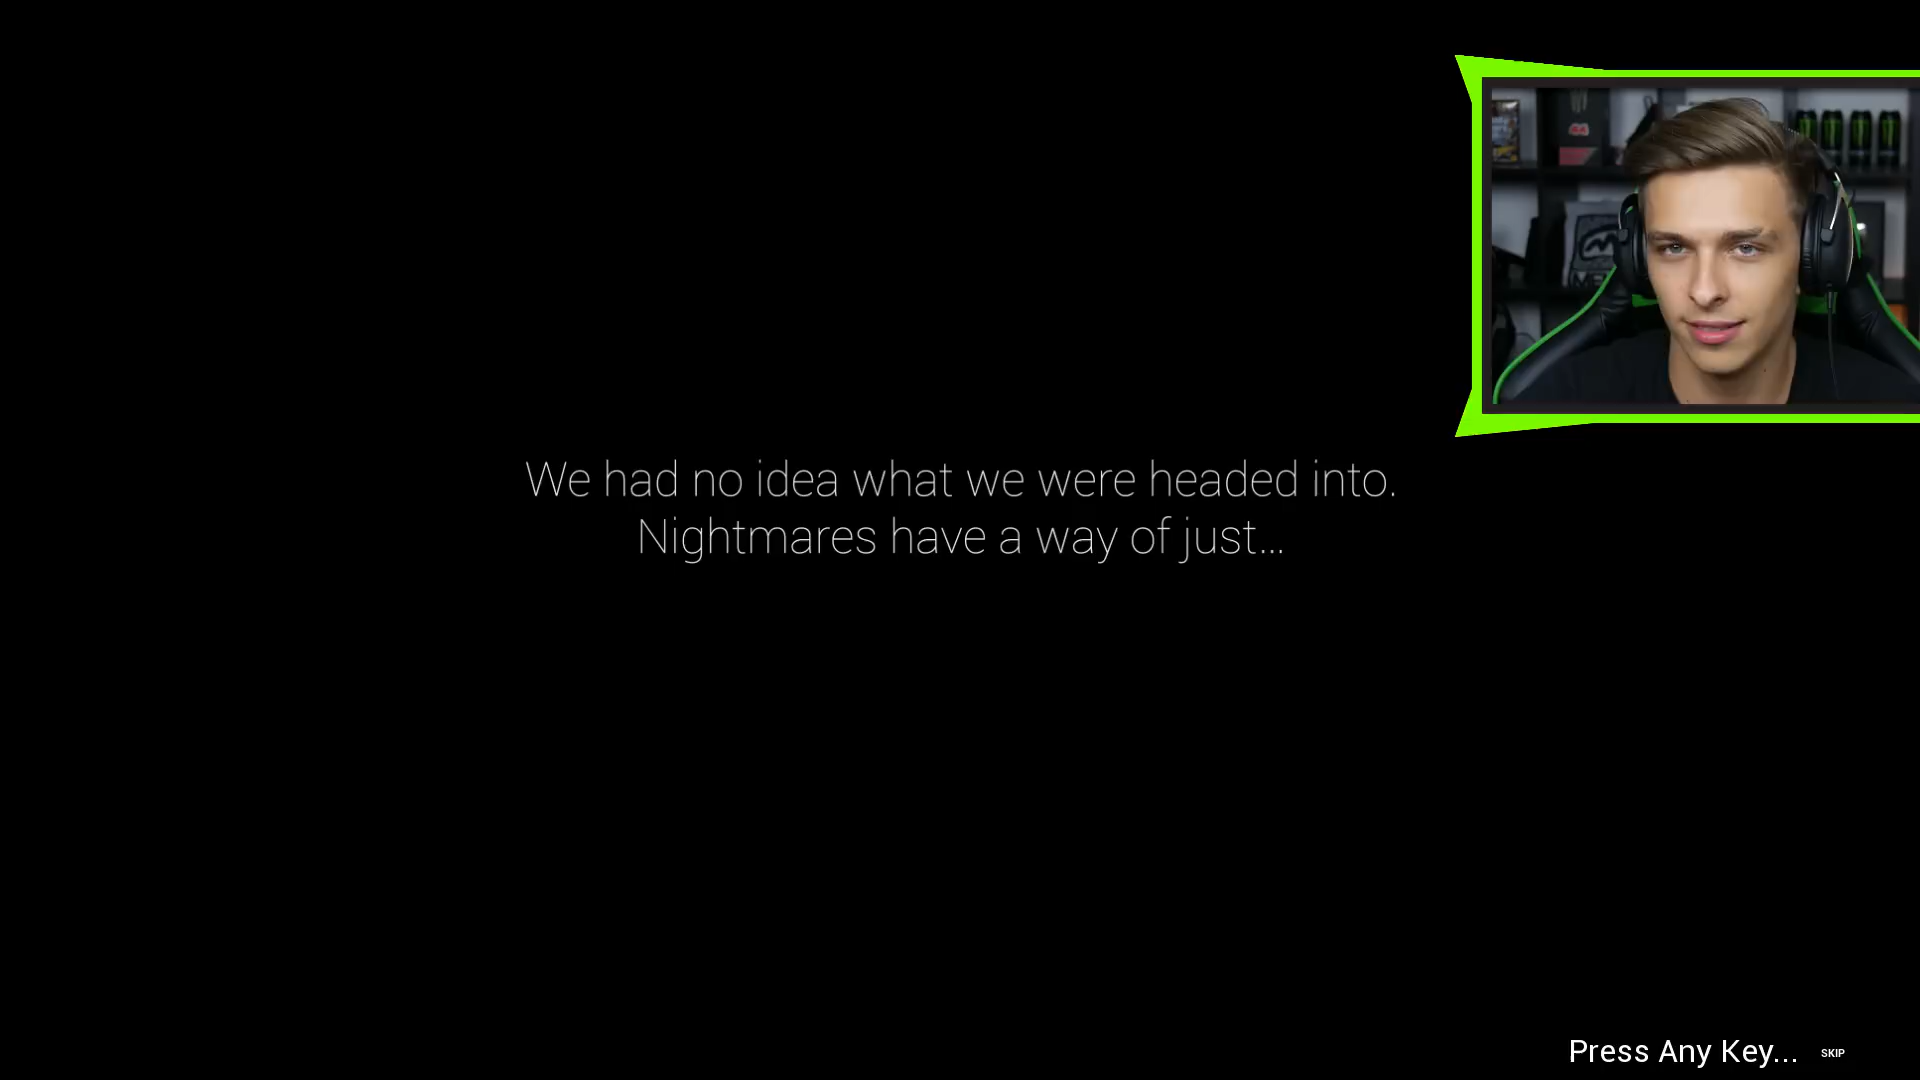 We had no idea what we were headed into.
Nightmares have a way of just...
Press Any Key... SKIP